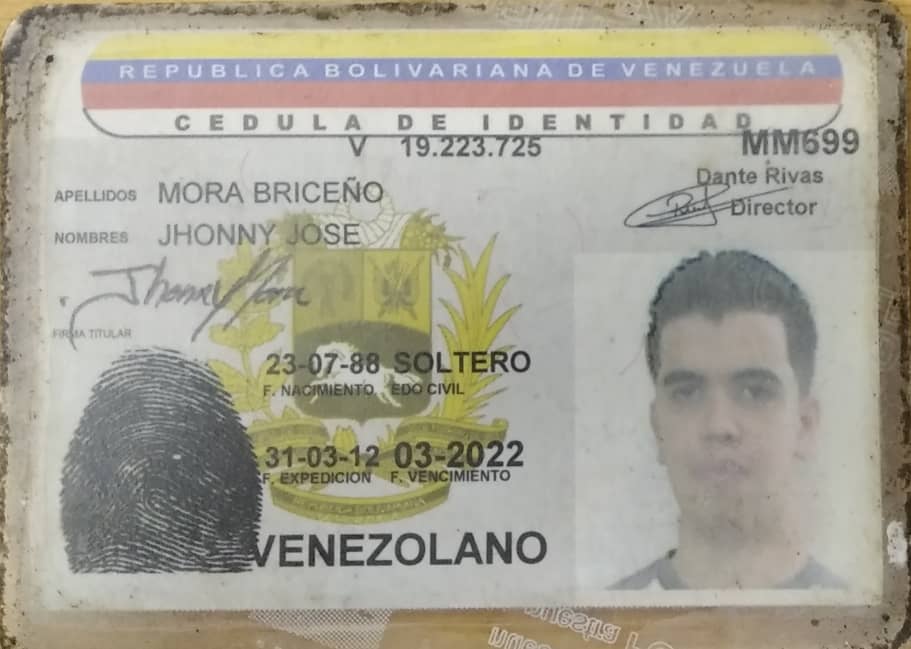 REPUBLICA BOLIVARIANA DE VENEZUELA
CEDULA DE IDENTIDAD
V 19.223.725 MM699
Dante Rivas
Director
APELLIDOS MORA BRICEÑO
NOMBRES JHONNY JOSE
Jhonny Mora
FIRMA TITULAR
23-07-88 SOLTERO
F. NACIMIENTO EDO CIVIL
31-03-12 03-2022
F. EXPEDICION F. VENCIMIENTO
VENEZOLANO